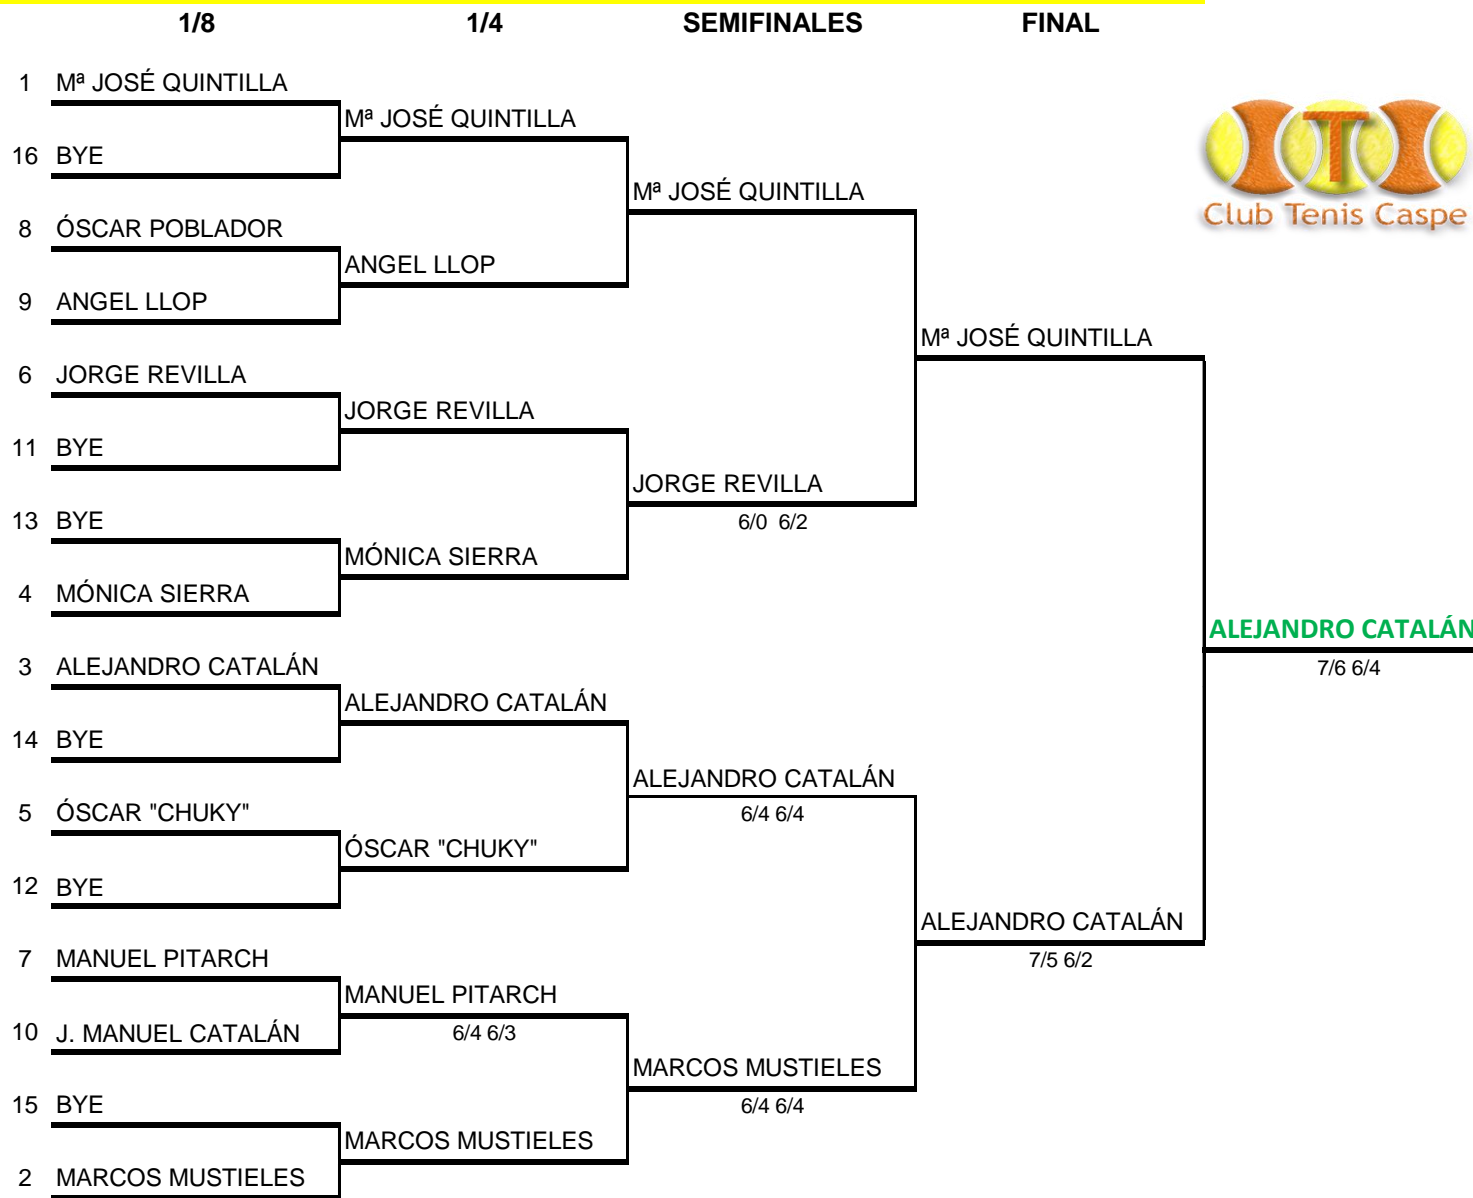 1/8 1/4 SEMIFINALES FINAL
1 Mª JOSÉ QUINTILLA
Mª JOSÉ QUINTILLA
16 BYE
Mª JOSÉ QUINTILLA
T
Club Tenis Caspe
8 ÓSCAR POBLADOR
ANGEL LLOP
9 ANGEL LLOP
Mª JOSÉ QUINTILLA
6 JORGE REVILLA
JORGE REVILLA
11 BYE
JORGE REVILLA
6/0 6/2
13 BYE
MÓNICA SIERRA
4 MÓNICA SIERRA
ALEJANDRO CATALÁN
7/6 6/4
3 ALEJANDRO CATALÁN
ALEJANDRO CATALÁN
14 BYE
ALEJANDRO CATALÁN
6/4 6/4
5 ÓSCAR "CHUKY"
ÓSCAR "CHUKY"
12 BYE
ALEJANDRO CATALÁN
7/5 6/2
7 MANUEL PITARCH
MANUEL PITARCH
6/4 6/3
10 J. MANUEL CATALÁN
MARCOS MUSTIELES
6/4 6/4
15 BYE
MARCOS MUSTIELES
2 MARCOS MUSTIELES